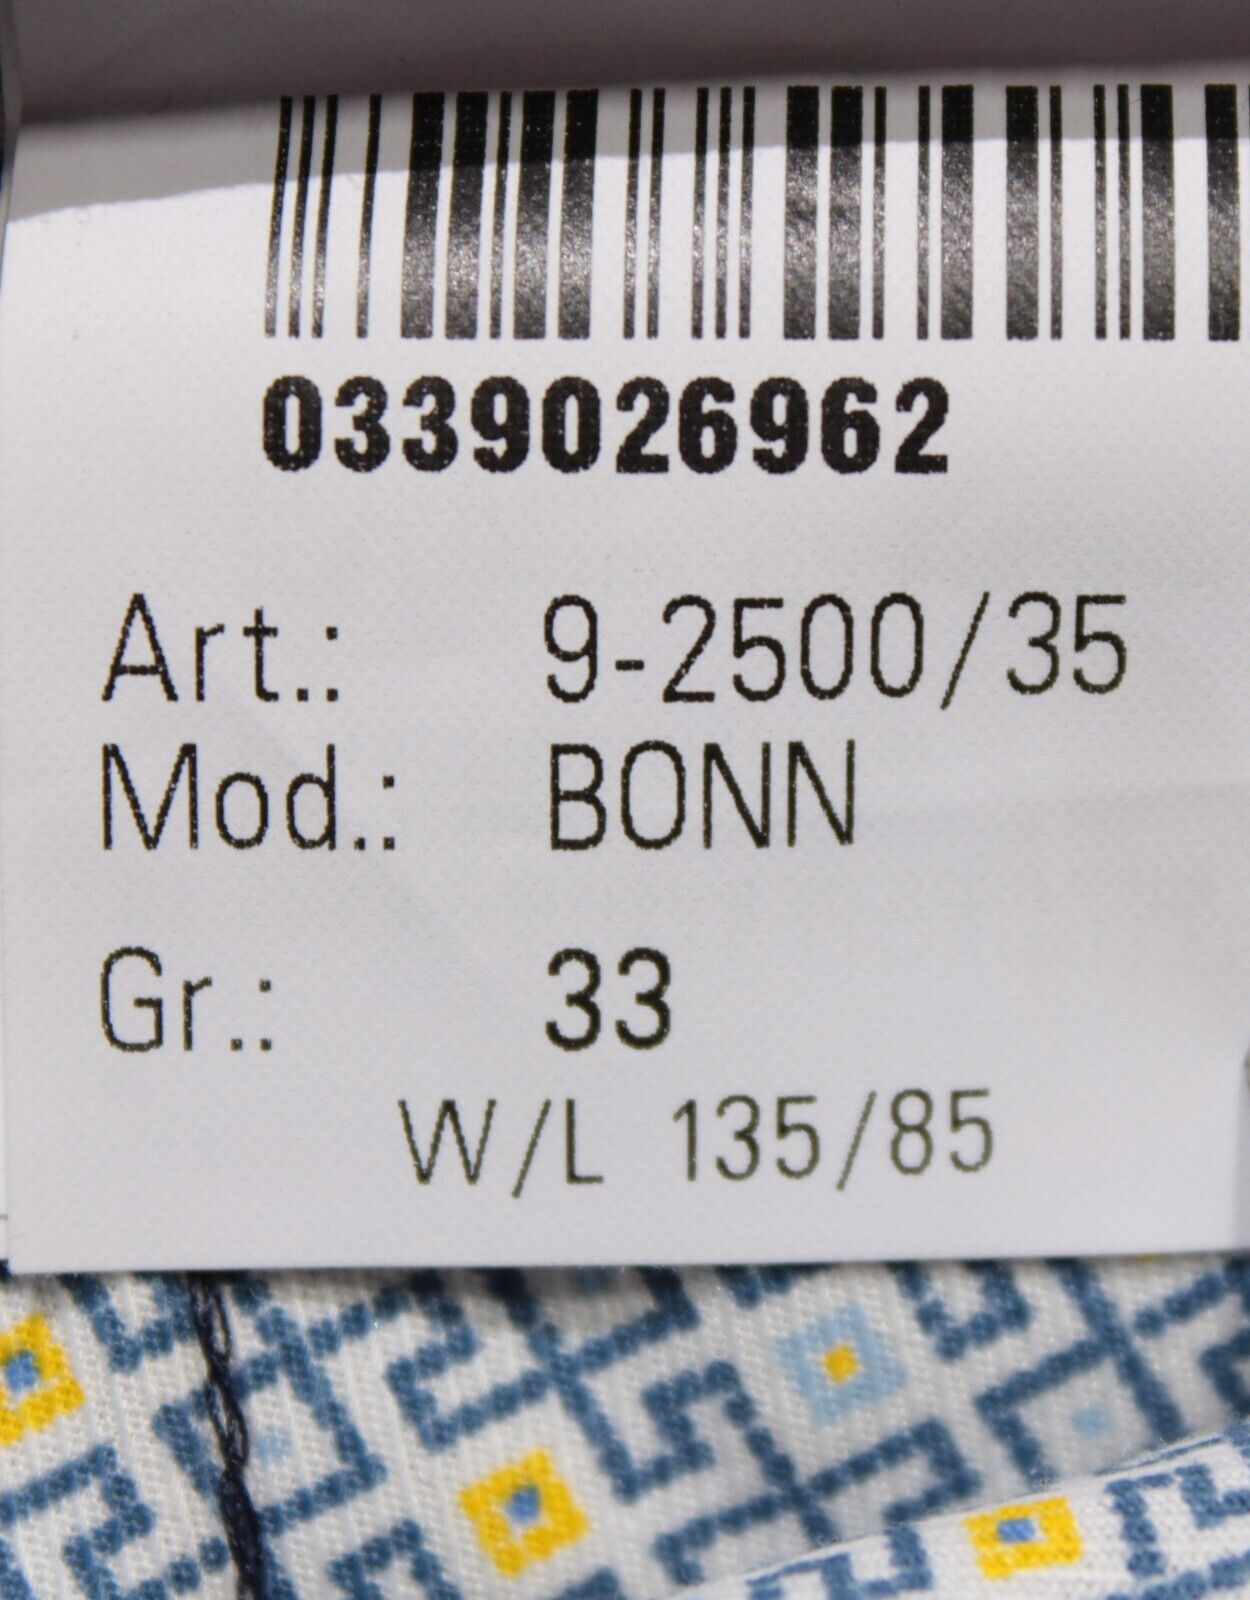 0339026962
Art.: 9-2500/35
Mod.: BONN
Gr.: 33
W/L 135/85